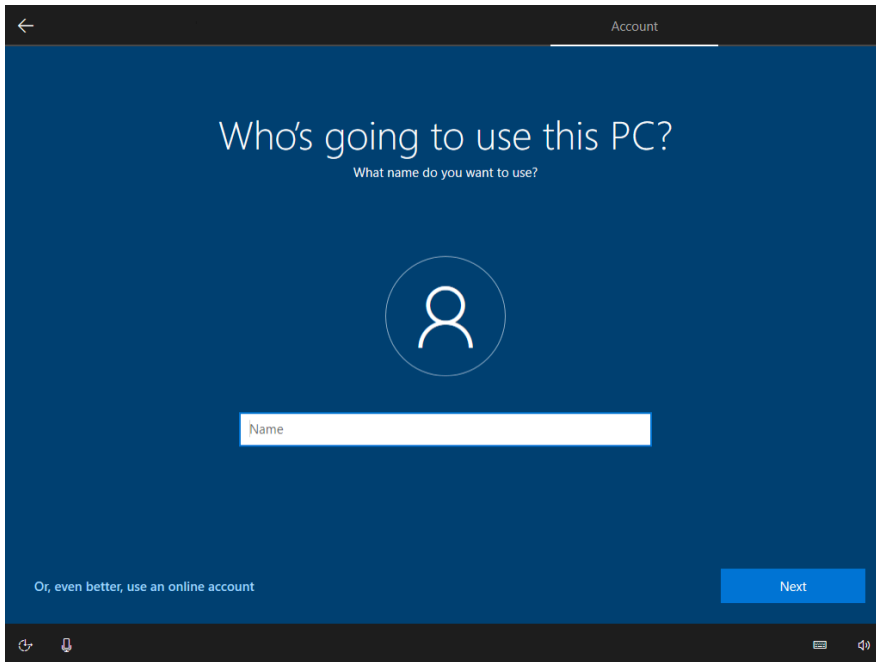 Account
Who's going to use this PC?
What name do you want to use?
Name
Or, even better, use an online account
Next